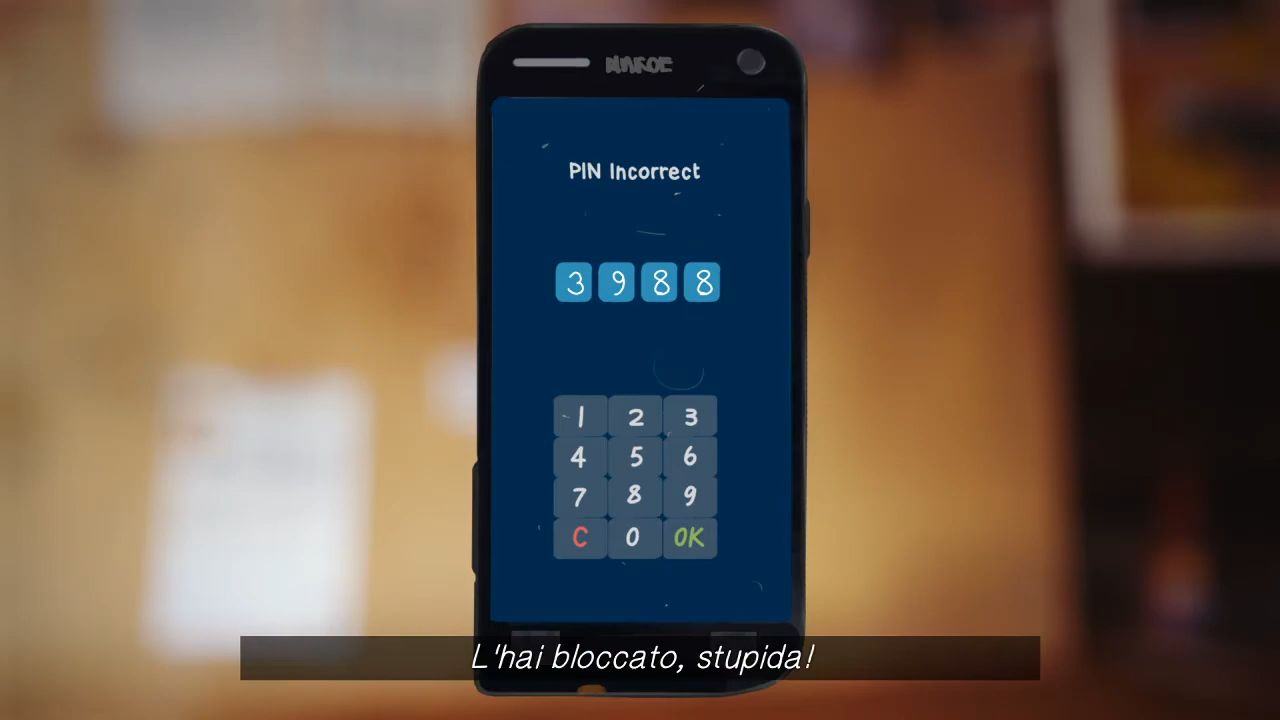 PIN Incorrect
3 9 8 8
1 2 3
4 5 6
7 8 9
C 0 OK
L'hai bloccato, stupida!